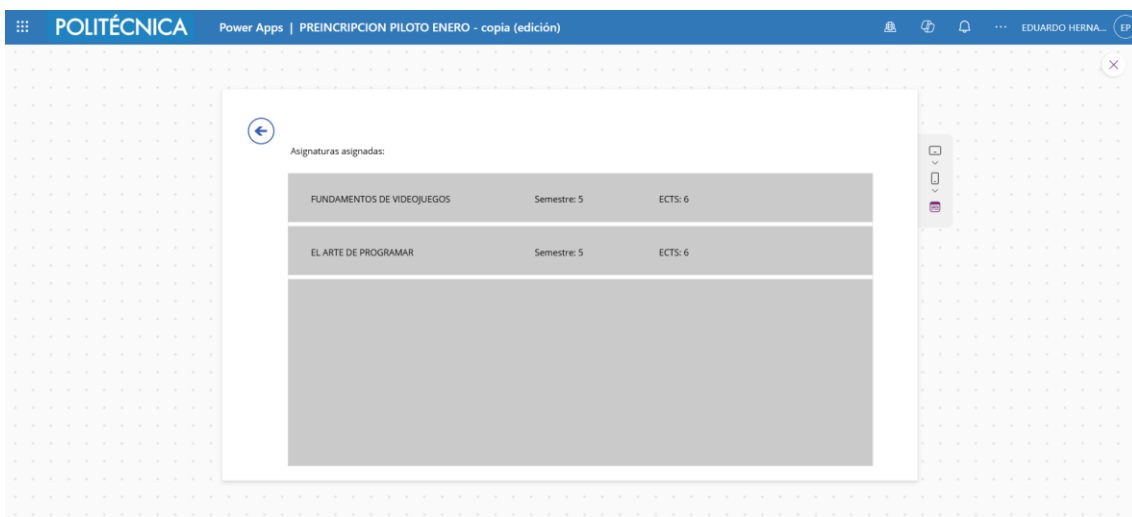 POLITÉCNICA Power Apps | PREINCRIPCION PILOTO ENERO - copia (edición) EDUARDO HERNA... EP
Asignaturas asignadas:
FUNDAMENTOS DE VIDEOJUEGOS Semestre: 5 ECTS: 6
EL ARTE DE PROGRAMAR Semestre: 5 ECTS: 6